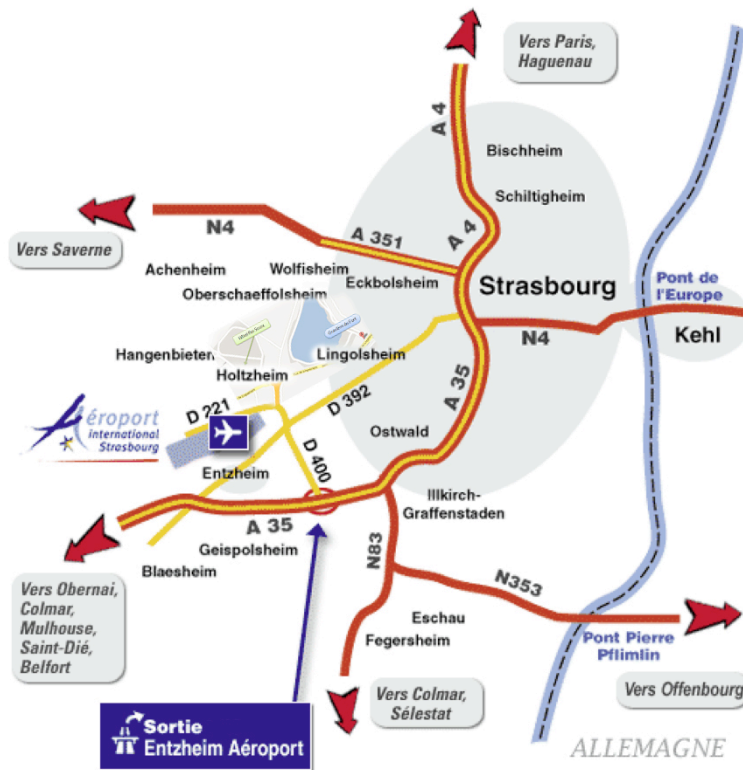 Vers Paris,
Haguenau
A 4
Bischheim
Schiltigheim
A 4
N4
A 351
Vers Saverne
Achenheim
Wolfisheim
Oberschaeffolsheim
Eckbolsheim
Strasbourg
Pont de
l'Europe
Kehl
N4
Hangenbieten
Lingolsheim
Holtzheim
A 35
D 392
D 221
Aéroport
international
Strasbourg
Ostwald
D 400
Entzheim
Illkirch-
Graffenstaden
A 35
Geispolsheim
Blaesheim
N83
N353
Vers Obernai,
Colmar,
Mulhouse,
Saint-Dié,
Belfort
Eschau
Fegersheim
Pont Pierre
Pflimlin
Vers Colmar,
Sélestat
Vers Offenbourg
Sortie
Entzheim Aéroport
ALLEMAGNE